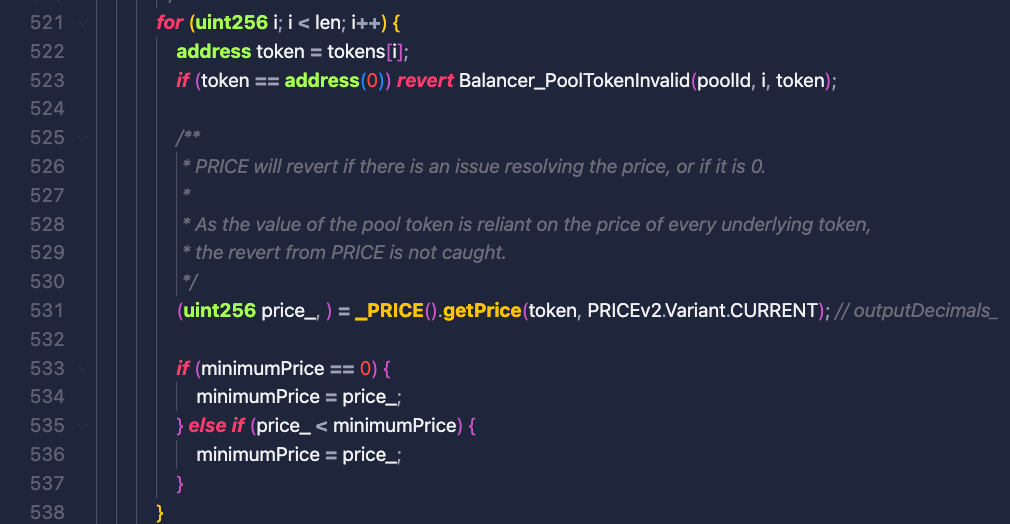 521 for (uint256 i; i < len; i++) {
522 address token = tokens[i];
523 if (token == address(0)) revert Balancer_PoolTokenInvalid(poolId, i, token);
524
525 /**
526 * PRICE will revert if there is an issue resolving the price, or if it is 0.
527 *
528 * As the value of the pool token is reliant on the price of every underlying token,
529 * the revert from PRICE is not caught.
530 */
531 (uint256 price_, ) = _PRICE().getPrice(token, PRICEv2.Variant.CURRENT); // outputDecimals_
532
533 if (minimumPrice == 0) {
534 minimumPrice = price_;
535 } else if (price_ < minimumPrice) {
536 minimumPrice = price_;
537 }
538 }